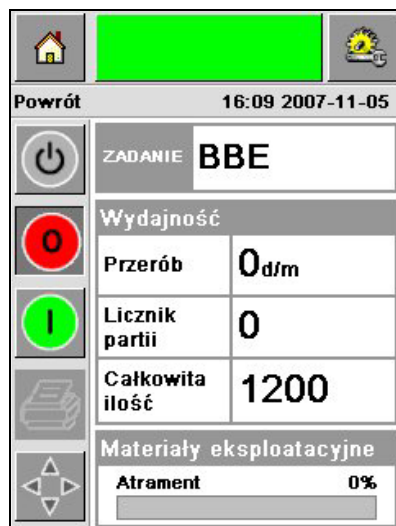 Powrót 16:09 2007-11-05
ZADANIE BBE
Wydajność
Przerób 0d/m
Licznik partii 0
Całkowita ilość 1200
Materiały eksploatacyjne
Atrament 0%